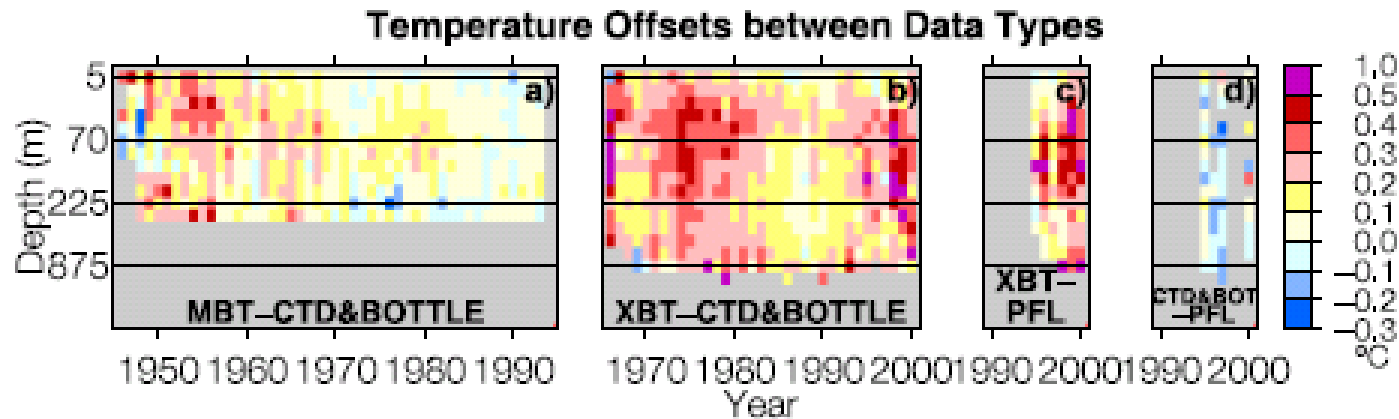 Temperature Offsets between Data Types
5
70
225
875
Depth (m)
a)
MBT–CTD&BOTTLE
b)
XBT–CTD&BOTTLE
c)
XBT–
PFL
d)
CTD&BOT
–PFL
1.0
0.5
0.4
0.3
0.2
0.1
0.0
–0.1
–0.2
–0.3
ºC
1950 1960 1970 1980 1990
1970 1980 1990 2000
1990 2000
1990 2000
Year